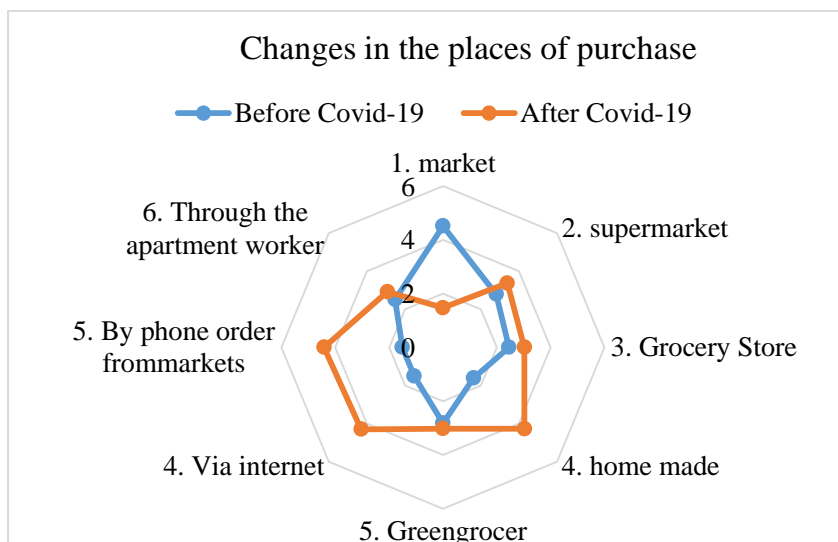 Changes in the places of purchase
Before Covid-19 After Covid-19
1. market
6
6. Through the
apartment worker
2. supermarket
4
2
5. By phone order
frommarkets
0
3. Grocery Store
4. Via internet
4. home made
5. Greengrocer